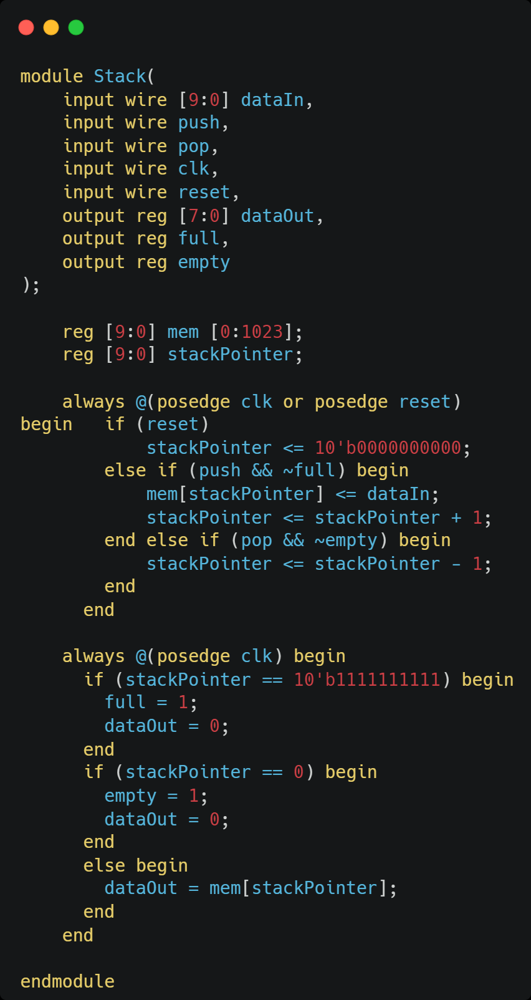 module Stack(
    input wire [9:0] dataIn,
    input wire push,
    input wire pop,
    input wire clk,
    input wire reset,
    output reg [7:0] dataOut,
    output reg full,
    output reg empty
);

    reg [9:0] mem [0:1023];
    reg [9:0] stackPointer;

    always @(posedge clk or posedge reset)
begin   if (reset)
            stackPointer <= 10'b0000000000;
        else if (push && ~full) begin
            mem[stackPointer] <= dataIn;
            stackPointer <= stackPointer + 1;
        end else if (pop && ~empty) begin
            stackPointer <= stackPointer - 1;
        end
      end

    always @(posedge clk) begin
      if (stackPointer == 10'b1111111111) begin
        full = 1;
        dataOut = 0;
      end
      if (stackPointer == 0) begin
        empty = 1;
        dataOut = 0;
      end
      else begin
        dataOut = mem[stackPointer];
      end
    end

endmodule